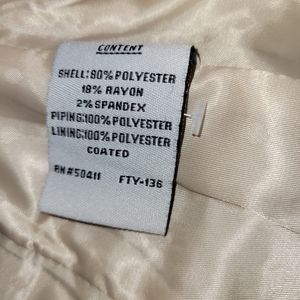 CONTENT
SHELL:80%POLYESTER
18% RAYON
2% SPANDEX
PIPING:100%POLYESTER
LINING:100%POLYESTER
COATED
RN#50411 FTY-136